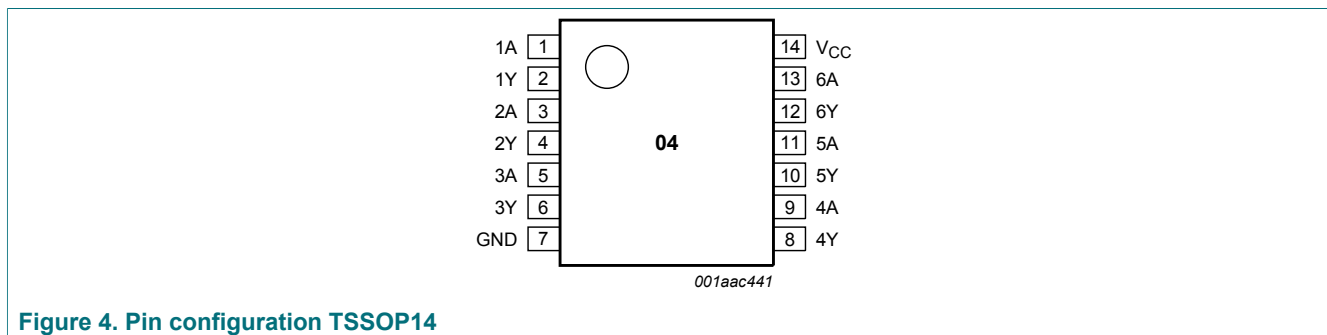 1A 1 14 VCC
1Y 2 13 6A
2A 3 12 6Y
2Y 4 04 11 5A
3A 5 10 5Y
3Y 6 9 4A
GND 7 8 4Y
001aac441
Figure 4. Pin configuration TSSOP14